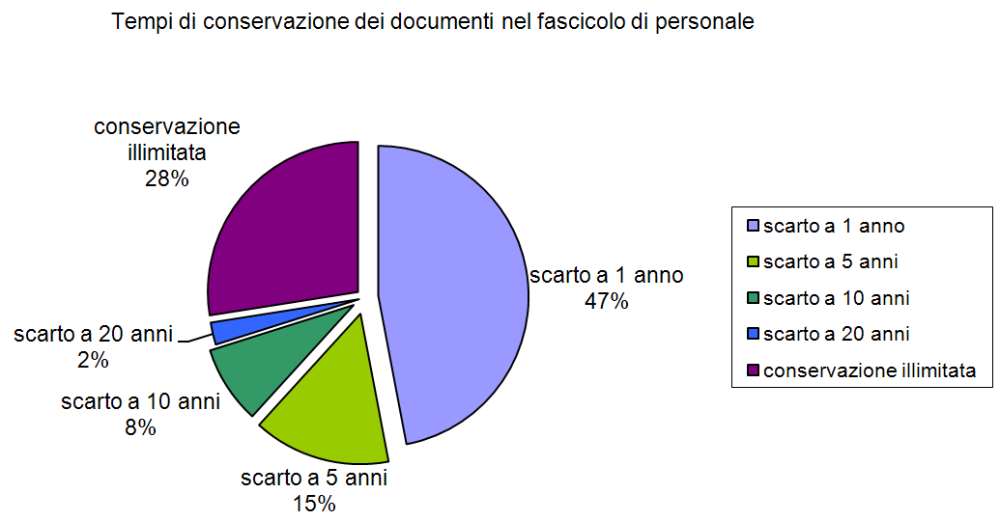 Tempi di conservazione dei documenti nel fascicolo di personale
conservazione
illimitata
28%
scarto a 1 anno
47%
scarto a 20 anni
2%
scarto a 10 anni
8%
scarto a 5 anni
15%
scarto a 1 anno
scarto a 5 anni
scarto a 10 anni
scarto a 20 anni
conservazione illimitata